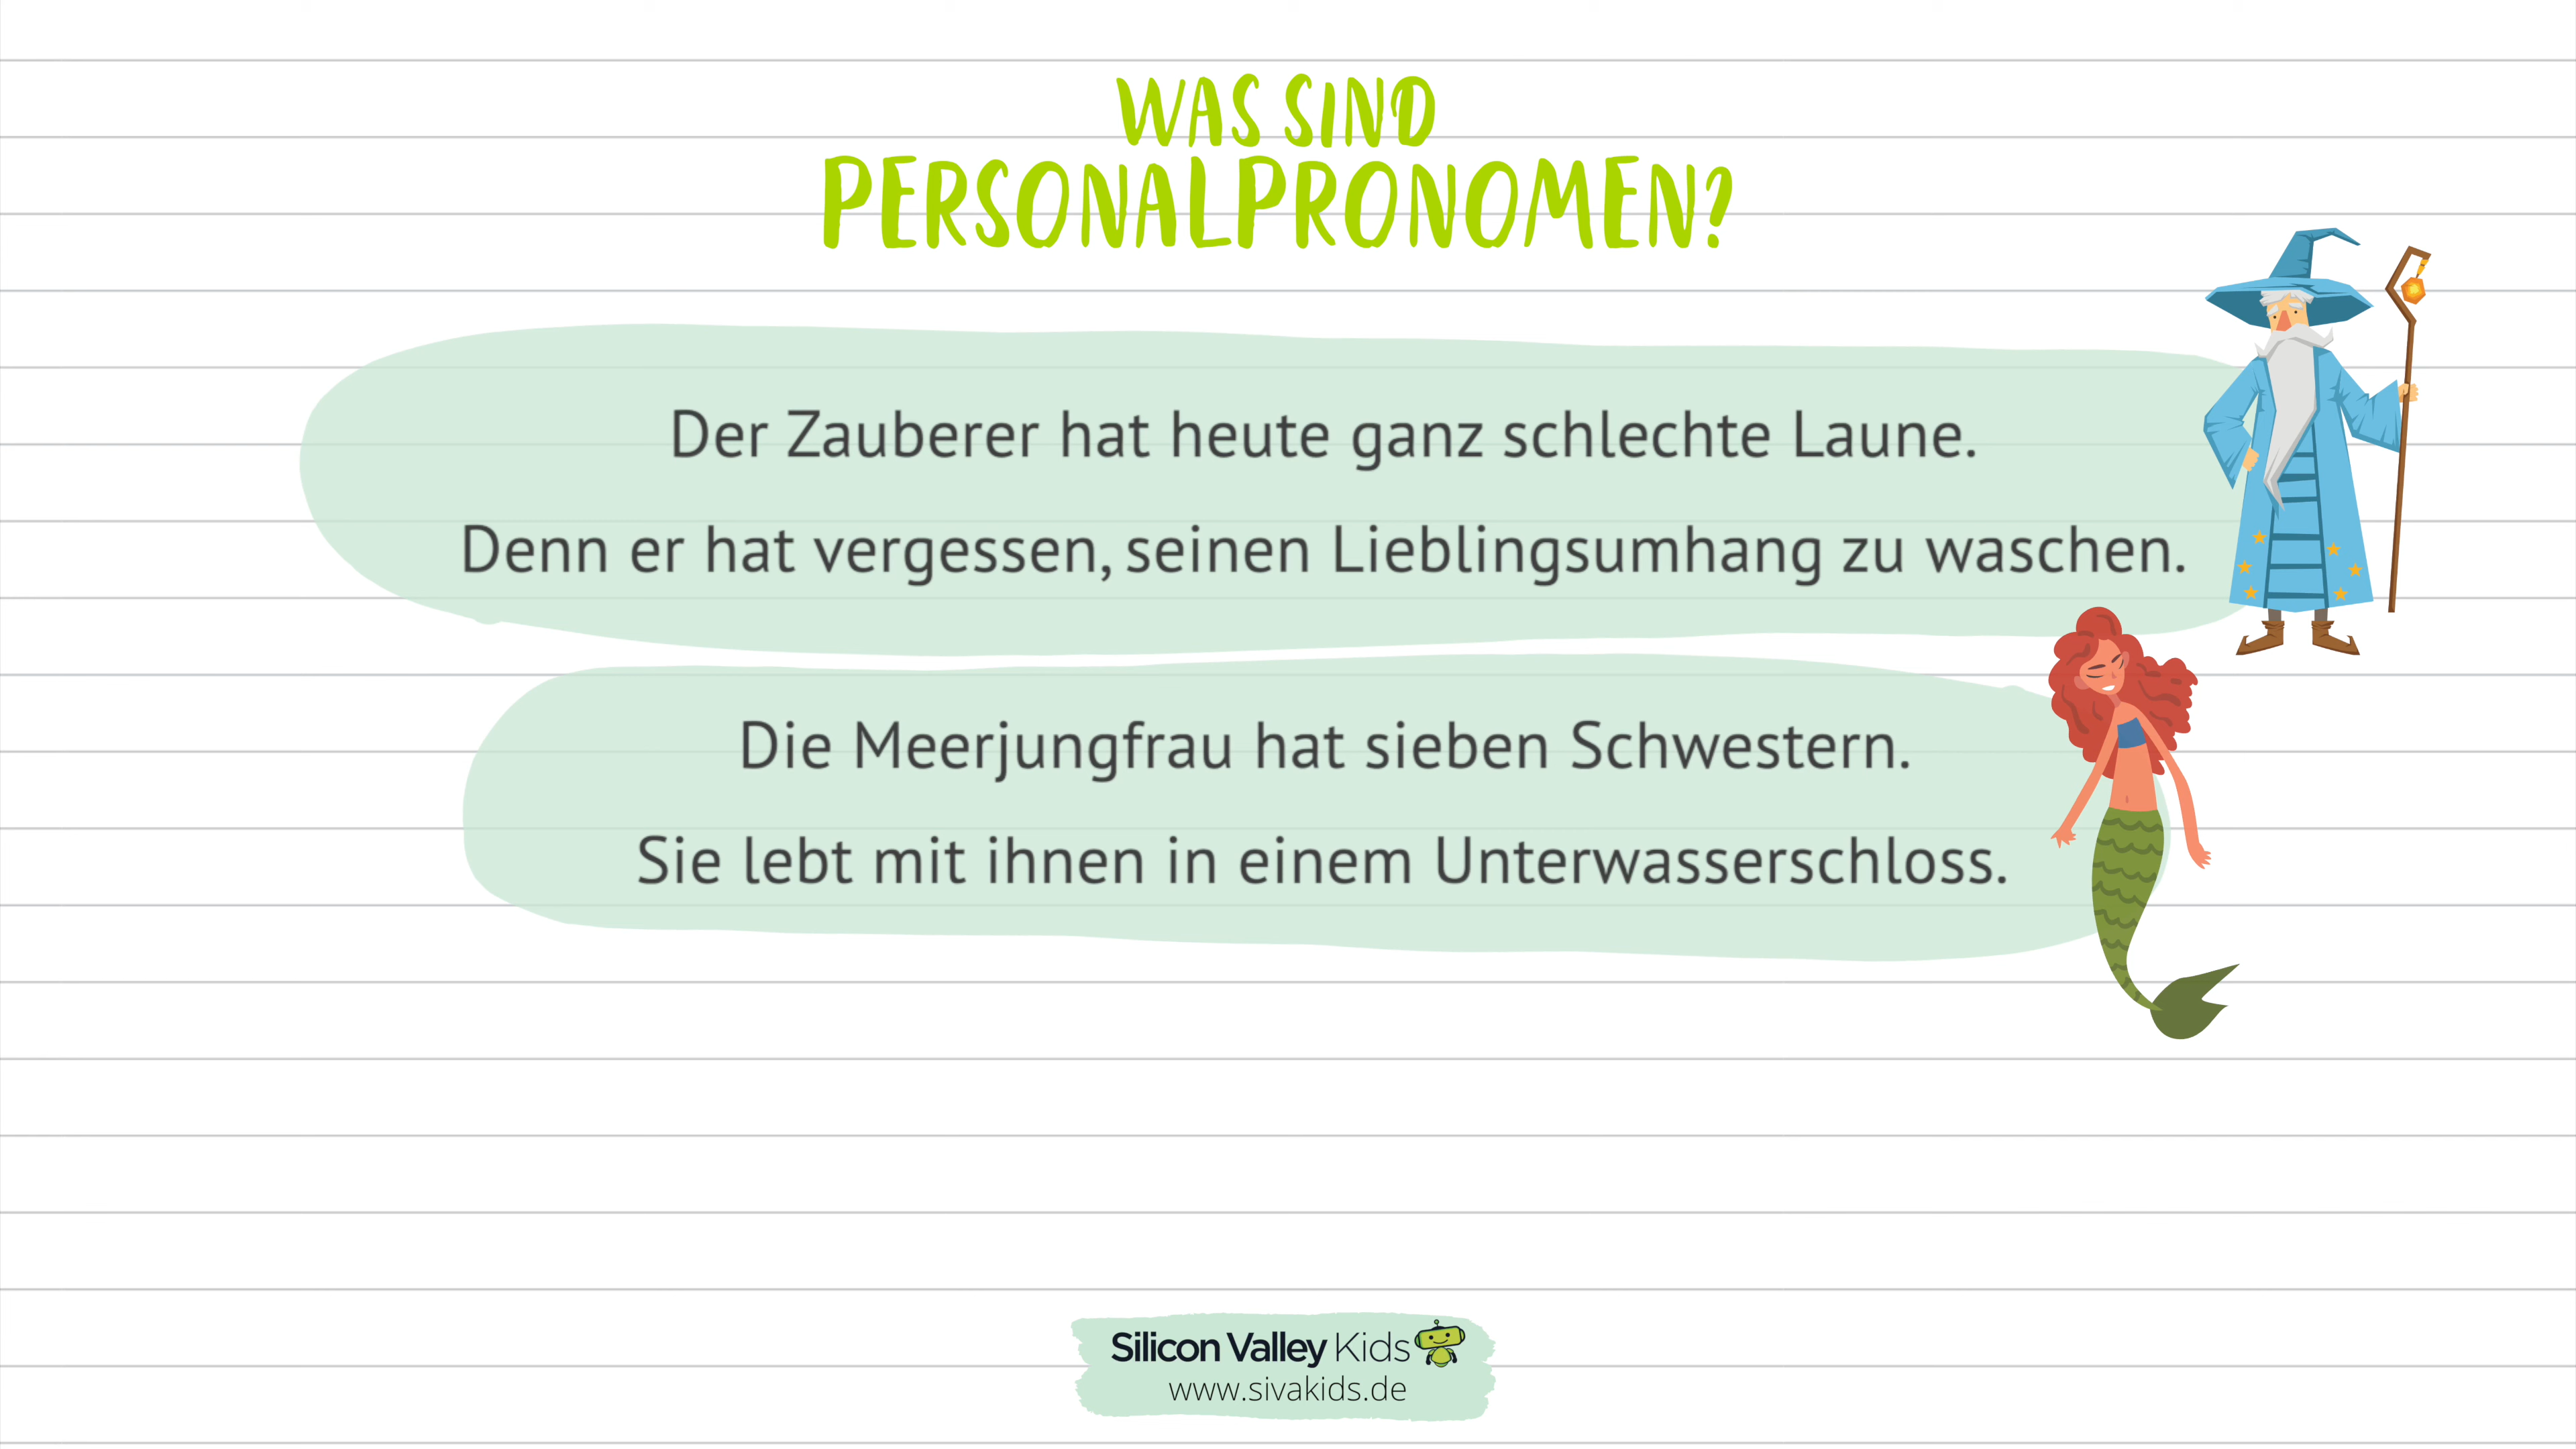 WAS SIND
PERSONALPRONOMEN?
Der Zauberer hat heute ganz schlechte Laune.
Denn er hat vergessen, seinen Lieblingsumhang zu waschen.
Die Meerjungfrau hat sieben Schwestern.
Sie lebt mit ihnen in einem Unterwasserschloss.
Silicon Valley Kids
www.sivakids.de